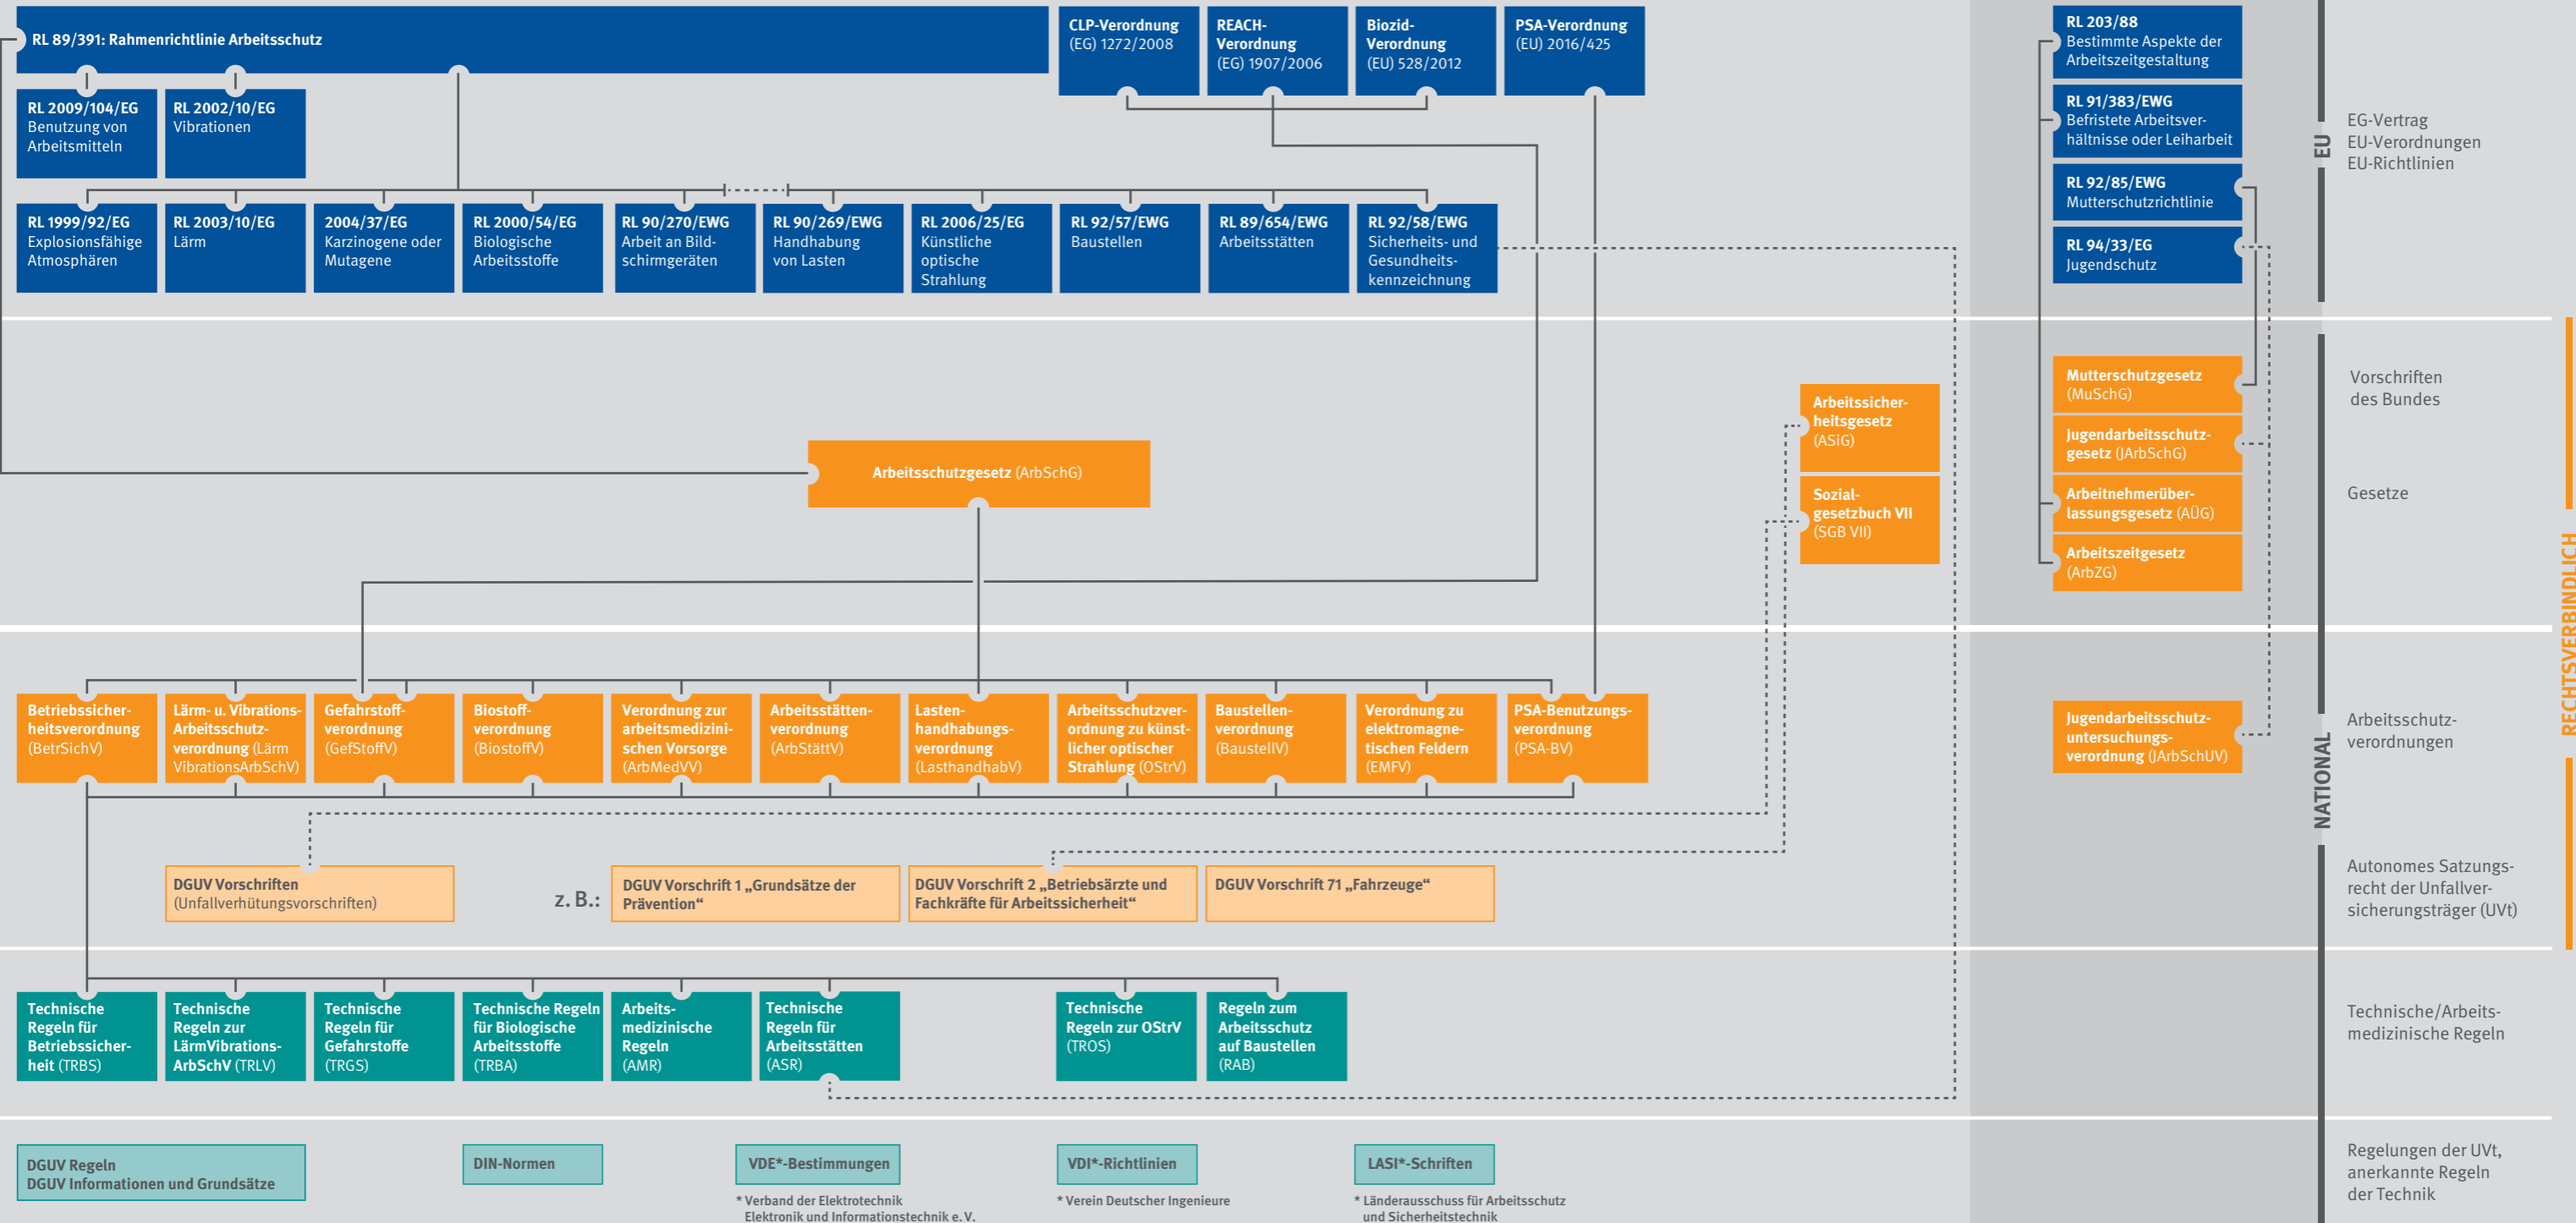 RL 89/391: Rahmenrichtlinie Arbeitsschutz
CLP-Verordnung
(EG) 1272/2008
REACH-
Verordnung
(EG) 1907/2006
Biozid-
Verordnung
(EU) 528/2012
PSA-Verordnung
(EU) 2016/425
RL 2009/104/EG
Benutzung von
Arbeitsmitteln
RL 2002/10/EG
Vibrationen
RL 1999/92/EG
Explosionsfähige
Atmosphären
RL 2003/10/EG
Lärm
2004/37/EG
Karzinogene oder
Mutagene
RL 2000/54/EG
Biologische
Arbeitsstoffe
RL 90/270/EWG
Arbeit an Bild-
schirmgeräten
RL 90/269/EWG
Handhabung
von Lasten
RL 2006/25/EG
Künstliche
optische
Strahlung
RL 92/57/EWG
Baustellen
RL 89/654/EWG
Arbeitsstätten
RL 92/58/EWG
Sicherheits- und
Gesundheits-
kennzeichnung
RL 203/88
Bestimmte Aspekte der
Arbeitszeitgestaltung
RL 91/383/EWG
Befristete Arbeitsver-
hältnisse oder Leiharbeit
RL 92/85/EWG
Mutterschutzrichtlinie
RL 94/33/EG
Jugendschutz
EU
EG-Vertrag
EU-Verordnungen
EU-Richtlinien
Arbeitsschutzgesetz (ArbSchG)
Arbeitssicher-
heitsgesetz
(ASiG)
Sozial-
gesetzbuch VII
(SGB VII)
Mutterschutzgesetz
(MuSchG)
Jugendarbeitsschutz-
gesetz (JArbSchG)
Arbeitnehmerüber-
lassungsgesetz (AÜG)
Arbeitszeitgesetz
(ArbZG)
Vorschriften
des Bundes
Gesetze
RECHTSVERBINDLICH
Betriebssicher-
heitsverordnung
(BetrSichV)
Lärm- u. Vibrations-
Arbeitsschutz-
verordnung (Lärm
VibrationsArbSchV)
Gefahrstoff-
verordnung
(GefStoffV)
Biostoff-
verordnung
(BiostoffV)
Verordnung zur
arbeitsmedizini-
schen Vorsorge
(ArbMedVV)
Arbeitsstätten-
verordnung
(ArbStättV)
Lasten-
handhabungs-
verordnung
(LasthandhabV)
Arbeitsschutzver-
ordnung zu künst-
licher optischer
Strahlung (OStrV)
Baustellen-
verordnung
(BaustellV)
Verordnung zu
elektromagne-
tischen Feldern
(EMFV)
PSA-Benutzungs-
verordnung
(PSA-BV)
Jugendarbeitsschutz-
untersuchungs-
verordnung (JArbSchUV)
NATIONAL
Arbeitsschutz-
verordnungen
DGUV Vorschriften
(Unfallverhütungsvorschriften)
z. B.:
DGUV Vorschrift 1 „Grundsätze der
Prävention“
DGUV Vorschrift 2 „Betriebsärzte und
Fachkräfte für Arbeitssicherheit“
DGUV Vorschrift 71 „Fahrzeuge“
Autonomes Satzungs-
recht der Unfallver-
sicherungsträger (UVt)
Technische
Regeln für
Betriebssicher-
heit (TRBS)
Technische
Regeln zur
LärmVibrations-
ArbSchV (TRLV)
Technische
Regeln für
Gefahrstoffe
(TRGS)
Technische Regeln
für Biologische
Arbeitsstoffe
(TRBA)
Arbeits-
medizinische
Regeln
(AMR)
Technische
Regeln für
Arbeitsstätten
(ASR)
Technische
Regeln zur OStrV
(TROS)
Regeln zum
Arbeitsschutz
auf Baustellen
(RAB)
Technische/Arbeits-
medizinische Regeln
DGUV Regeln
DGUV Informationen und Grundsätze
DIN-Normen
VDE*-Bestimmungen
* Verband der Elektrotechnik
Elektronik und Informationstechnik e. V.
VDI*-Richtlinien
* Verein Deutscher Ingenieure
LASI*-Schriften
* Länderausschuss für Arbeitsschutz
und Sicherheitstechnik
Regelungen der UVt,
anerkannte Regeln
der Technik